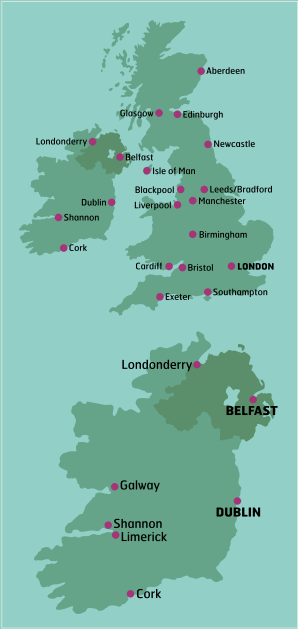 Aberdeen
Glasgow
Edinburgh
Londonderry
Newcastle
Belfast
Isle of Man
Blackpool
Leeds/Bradford
Dublin
Liverpool
Manchester
Shannon
Birmingham
Cork
Cardiff
Bristol
LONDON
Exeter
Southampton
Londonderry
BELFAST
Galway
DUBLIN
Shannon
Limerick
Cork